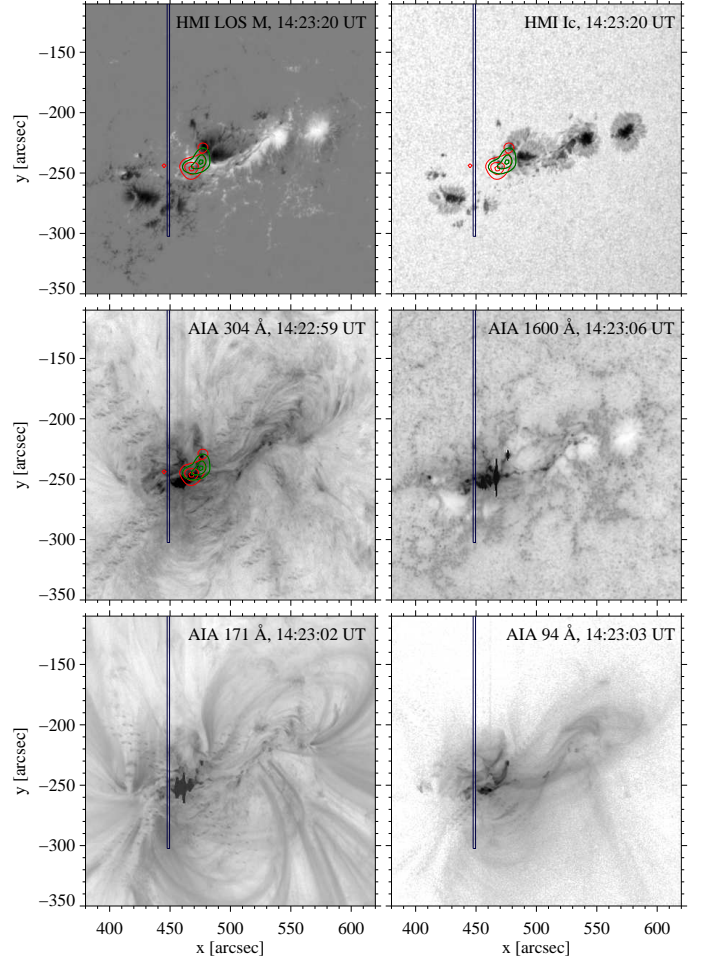 HMI LOS M, 14:23:20 UT
HMI Ic, 14:23:20 UT
−150
−200
−250
−300
−350
y [arcsec]
AIA 304 Å, 14:22:59 UT
AIA 1600 Å, 14:23:06 UT
−150
−200
−250
−300
−350
y [arcsec]
AIA 171 Å, 14:23:02 UT
AIA 94 Å, 14:23:03 UT
−150
−200
−250
−300
−350
y [arcsec]
400 450 500 550 600
400 450 500 550 600
x [arcsec]
x [arcsec]